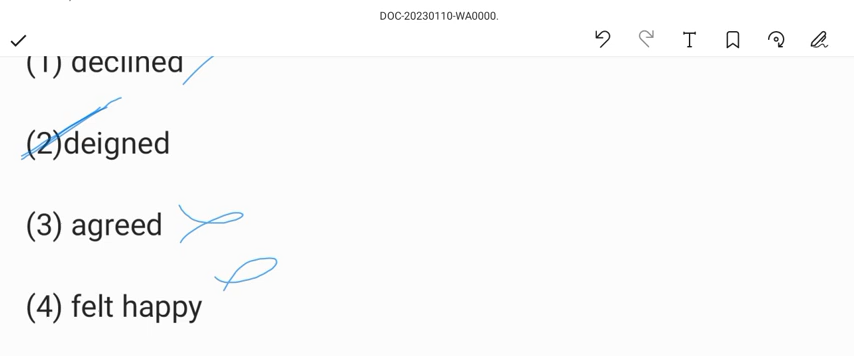 DOC-20230110-WA0000.
(1) declined
(2)deigned
(3) agreed
(4) felt happy